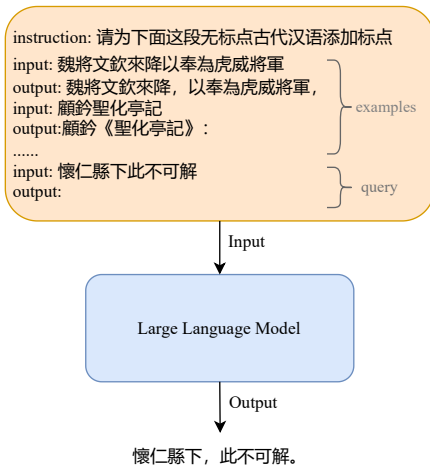 instruction: 请为下面这段无标点古代汉语添加标点
input: 魏將文欽來降以奉為虎威將軍
output: 魏將文欽來降，以奉為虎威將軍，
input: 顧鈐聖化亭記
output:顧鈐《聖化亭記》：
......
examples
input: 懷仁縣下此不可解
output:
query
Input
Large Language Model
Output
懷仁縣下，此不可解。